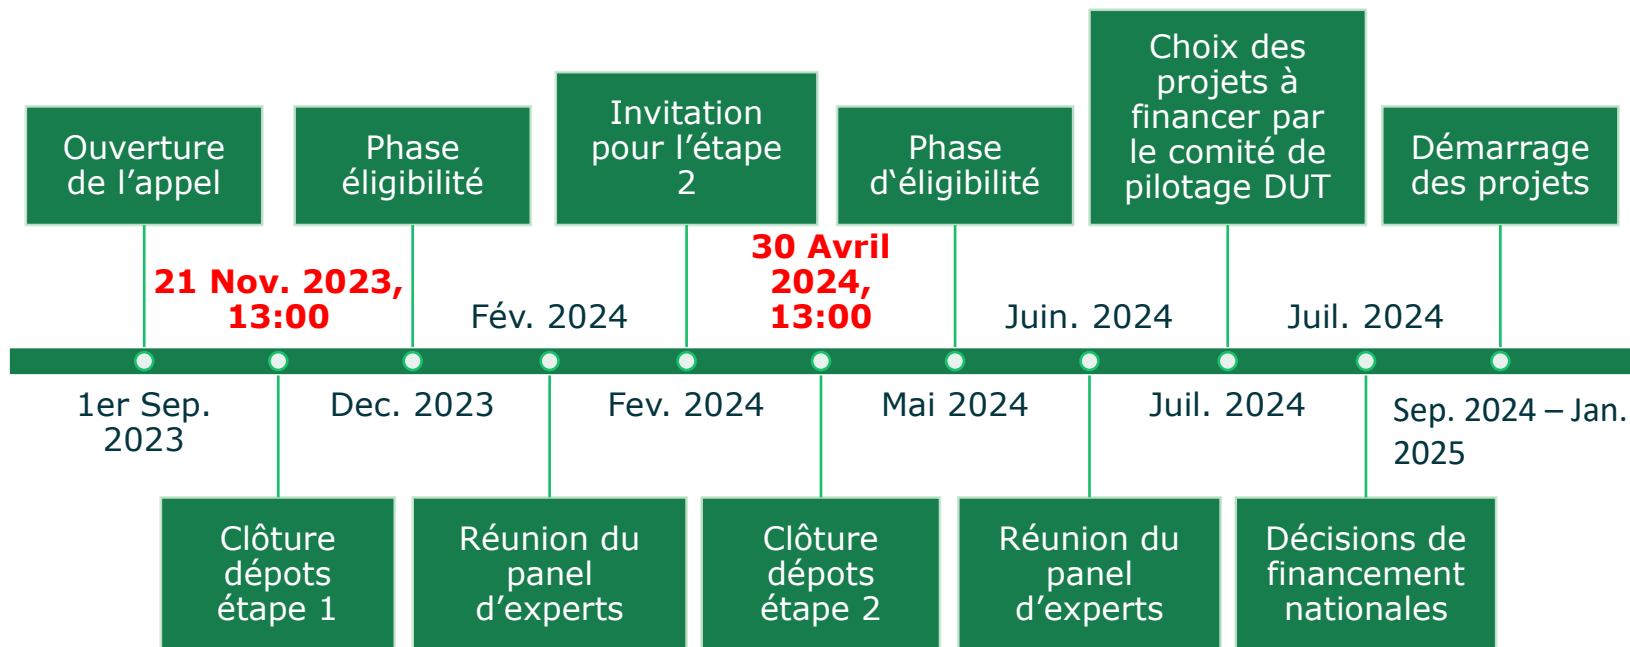 Ouverture
de l’appel
Phase
éligibilité
Invitation
pour l’étape
2
Phase
d‘éligibilité
Choix des
projets à
financer par
le comité de
pilotage DUT
Démarrage
des projets
21 Nov. 2023,
13:00
Fév. 2024
30 Avril
2024,
13:00
Juin. 2024
Juil. 2024
1er Sep.
2023
Dec. 2023
Fev. 2024
Mai 2024
Juil. 2024
Sep. 2024 – Jan.
2025
Clôture
dépots
étape 1
Réunion du
panel
d’experts
Clôture
dépots
étape 2
Réunion du
panel
d’experts
Décisions de
financement
nationales